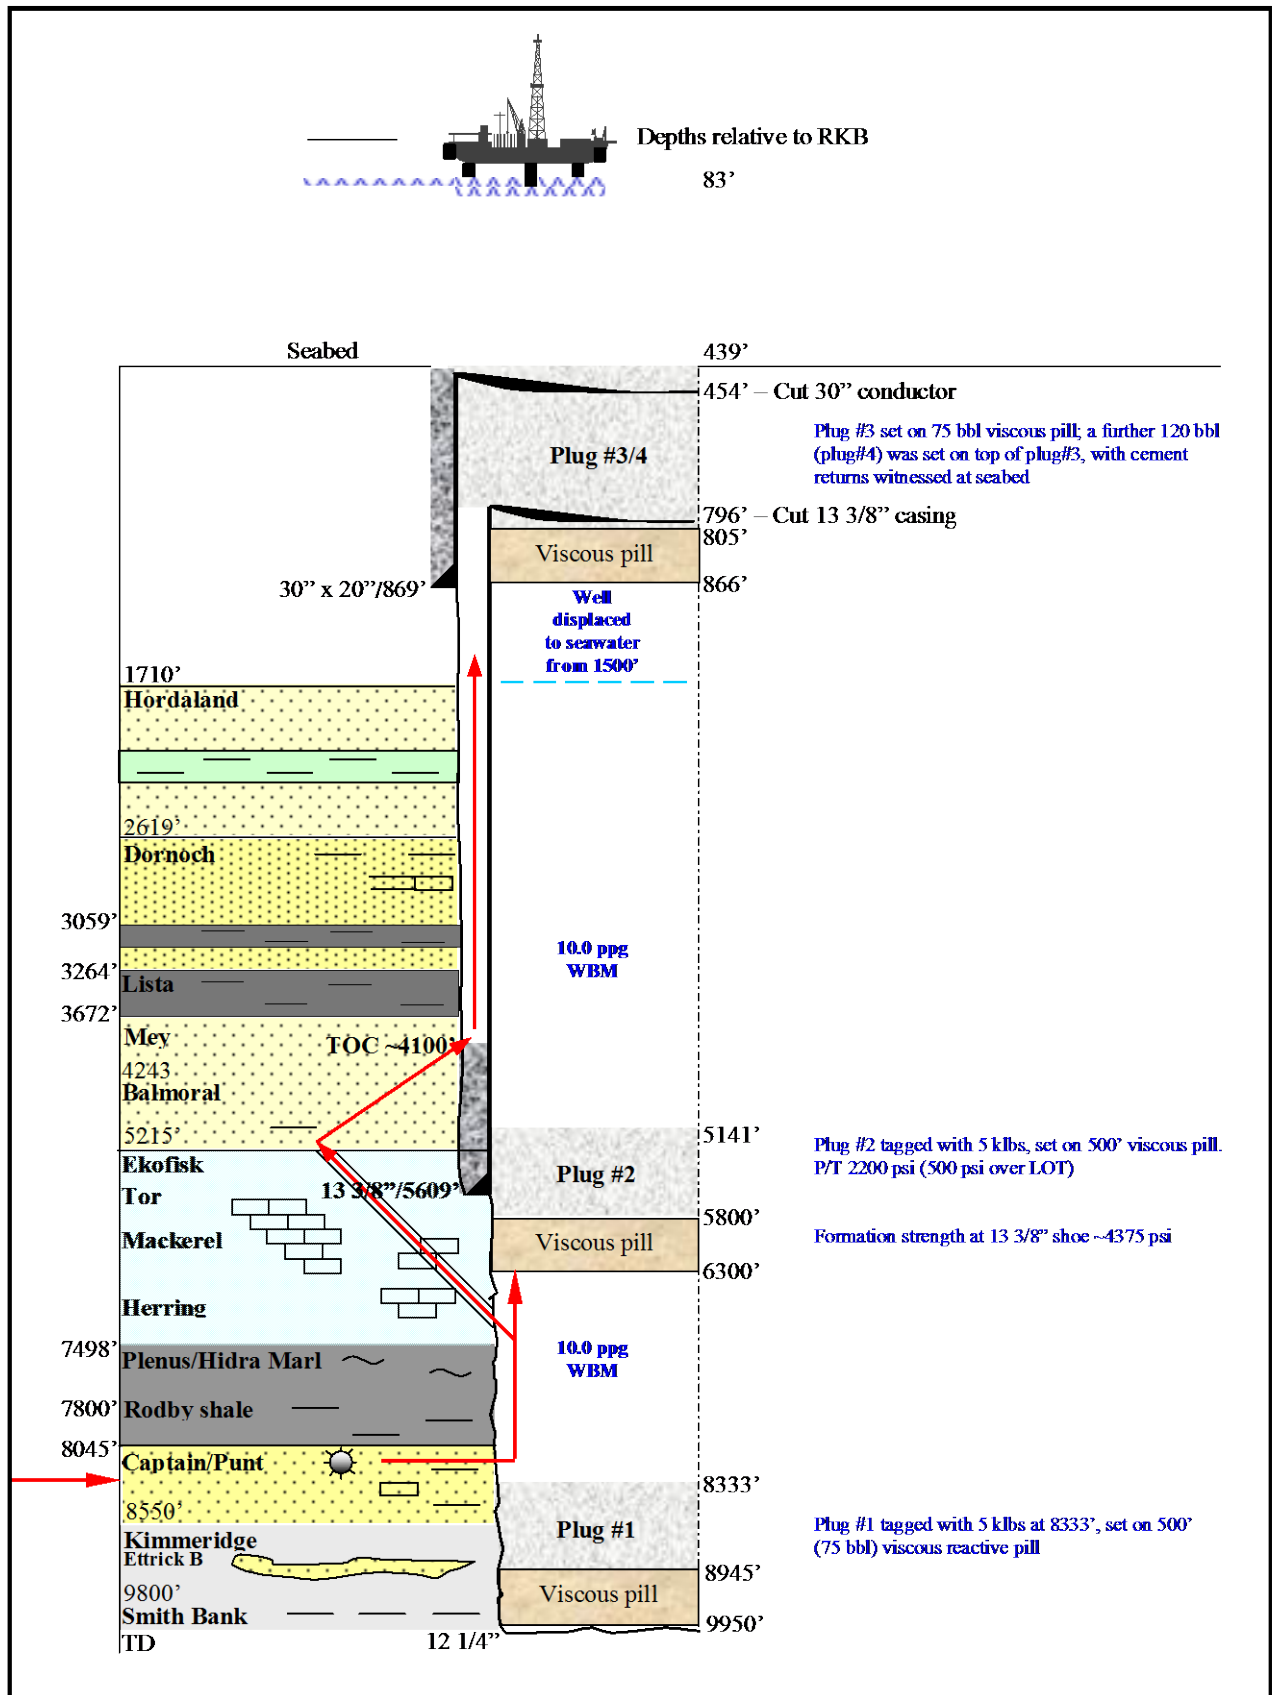 Depths relative to RKB
83’
Seabed
439’
454’ – Cut 30” conductor
Plug #3 set on 75 bbl viscous pill; a further 120 bbl
(plug#4) was set on top of plug#3, with cement
returns witnessed at seabed
Plug #3/4
796’ – Cut 13 3/8” casing
805’
Viscous pill
866’
30” x 20”/869’
Well
displaced
to seawater
from 1500’
1710’
Hordaland
2619’
Dornoch
3059’
10.0 ppg
WBM
3264’
Lista
3672’
Mey
TOC ~4100’
4243
Balmoral
5215’
5141’
Plug #2 tagged with 5 klbs, set on 500’ viscous pill.
P/T 2200 psi (500 psi over LOT)
Ekofisk
Plug #2
13 3/8”/5609’
Tor
5800’
Mackerel
Viscous pill
Formation strength at 13 3/8” shoe ~4375 psi
6300’
Herring
7498’
Plenus/Hidra Marl
10.0 ppg
WBM
7800’
Rodby shale
8045’
Captain/Punt
8333’
8550’
Plug #1
Plug #1 tagged with 5 klbs at 8333’, set on 500’
(75 bbl) viscous reactive pill
Kimmeridge
Ettrick B
8945’
9800’
Viscous pill
Smith Bank
9950’
TD
12 1/4”